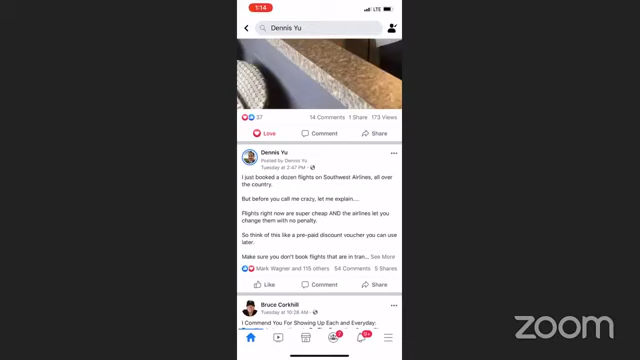 1:14
LTE
Dennis Yu
37
14 Comments 1 Share 173 Views
Love Comment Share
Dennis Yu
Posted by Dennis Yu
Tuesday at 2:47 PM
I just booked a dozen flights on Southwest Airlines, all over
the country.
But before you call me crazy, let me explain....
Flights right now are super cheap AND the airlines let you
change them with no penalty.
So think of this like a pre-paid discount voucher you can use
later.
Make sure you don't book flights that are in tran... See More
Mark Wagner and 115 others 54 Comments 5 Shares
Like Comment Share
Bruce Corkhill
Tuesday at 10:28 AM
I Commend You For Showing Up Each and Everyday:
9+
zoom